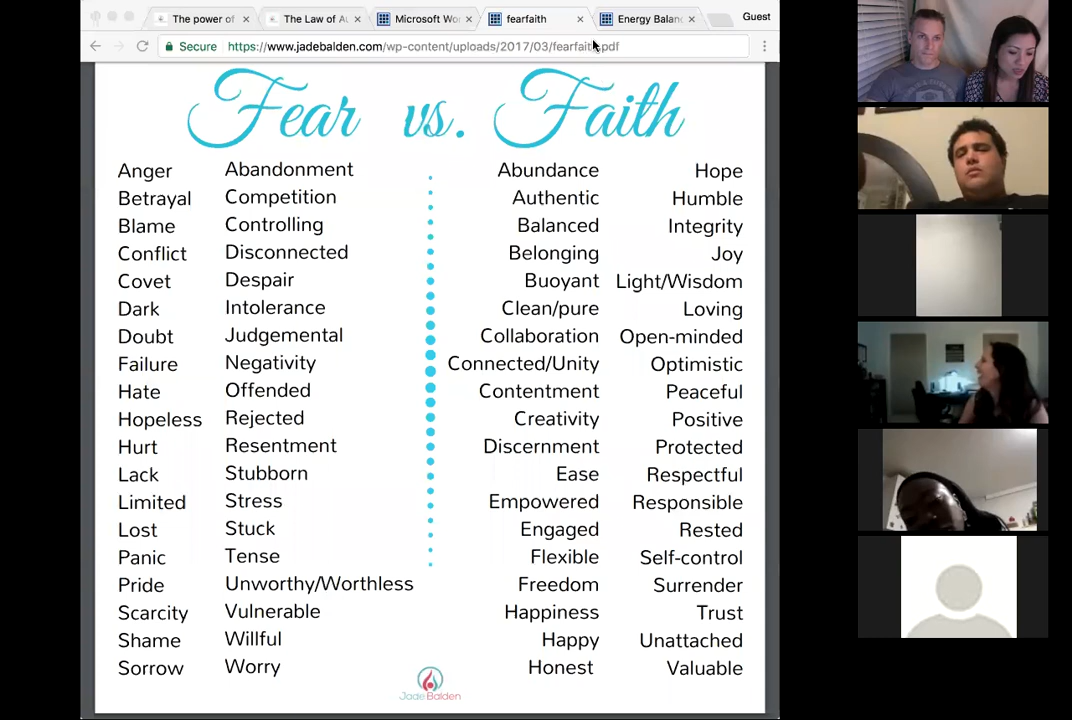 The power of
The Law of A
Microsoft Wo
fearfaith
Energy Balan
Guest
Secure
https://www.jadebalden.com/wp-content/uploads/2017/03/fearfaith.pdf
Fear vs. Faith
Anger Abandonment Abundance Hope
Betrayal Competition Authentic Humble
Blame Controlling Balanced Integrity
Conflict Disconnected Belonging Joy
Covet Despair Buoyant Light/Wisdom
Dark Intolerance Clean/pure Loving
Doubt Judgemental Collaboration Open-minded
Failure Negativity Connected/Unity Optimistic
Hate Offended Contentment Peaceful
Hopeless Rejected Creativity Positive
Hurt Resentment Discernment Protected
Lack Stubborn Ease Respectful
Limited Stress Empowered Responsible
Lost Stuck Engaged Rested
Panic Tense Flexible Self-control
Pride Unworthy/Worthless Freedom Surrender
Scarcity Vulnerable Happiness Trust
Shame Willful Happy Unattached
Sorrow Worry Honest Valuable
Jade Balden